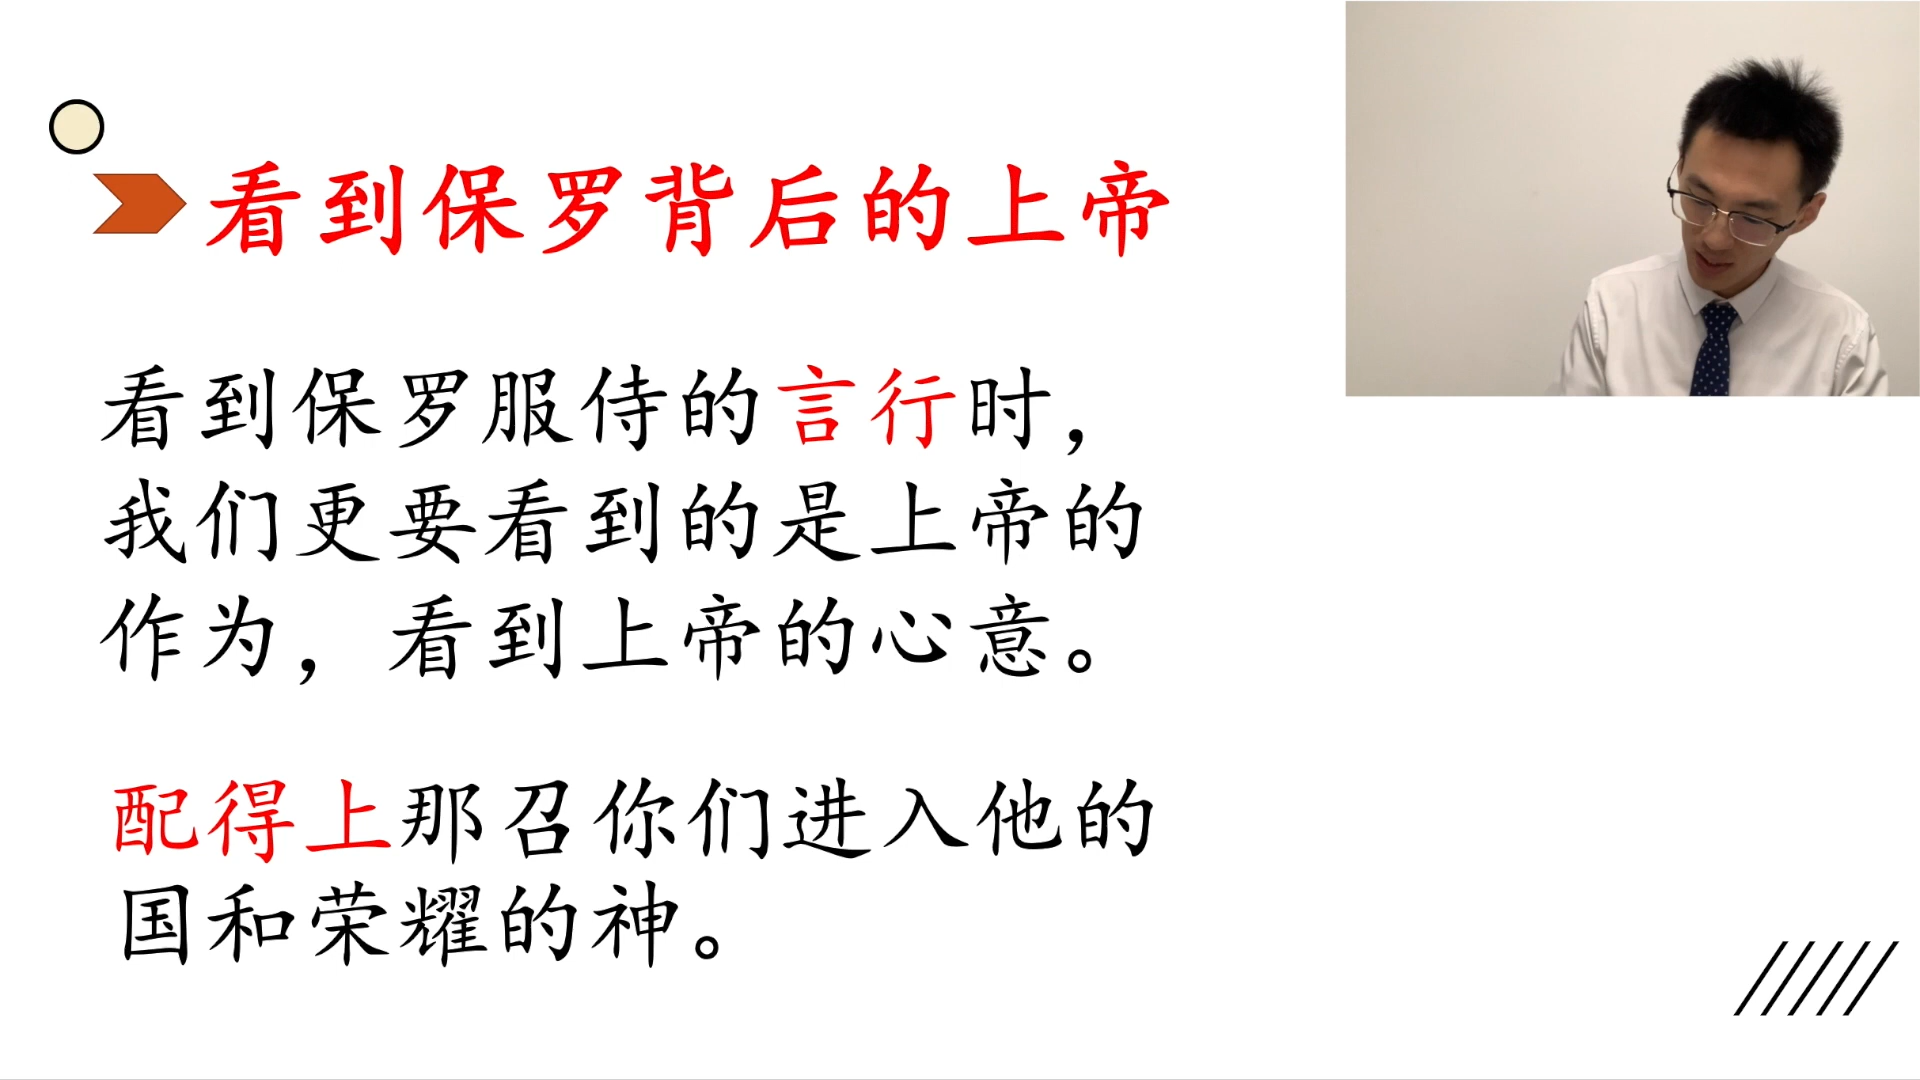 看到保罗背后的上帝
看到保罗服侍的言行时，
我们更要看到的是上帝的
作为，看到上帝的心意。
配得上那召你们进入他的
国和荣耀的神。